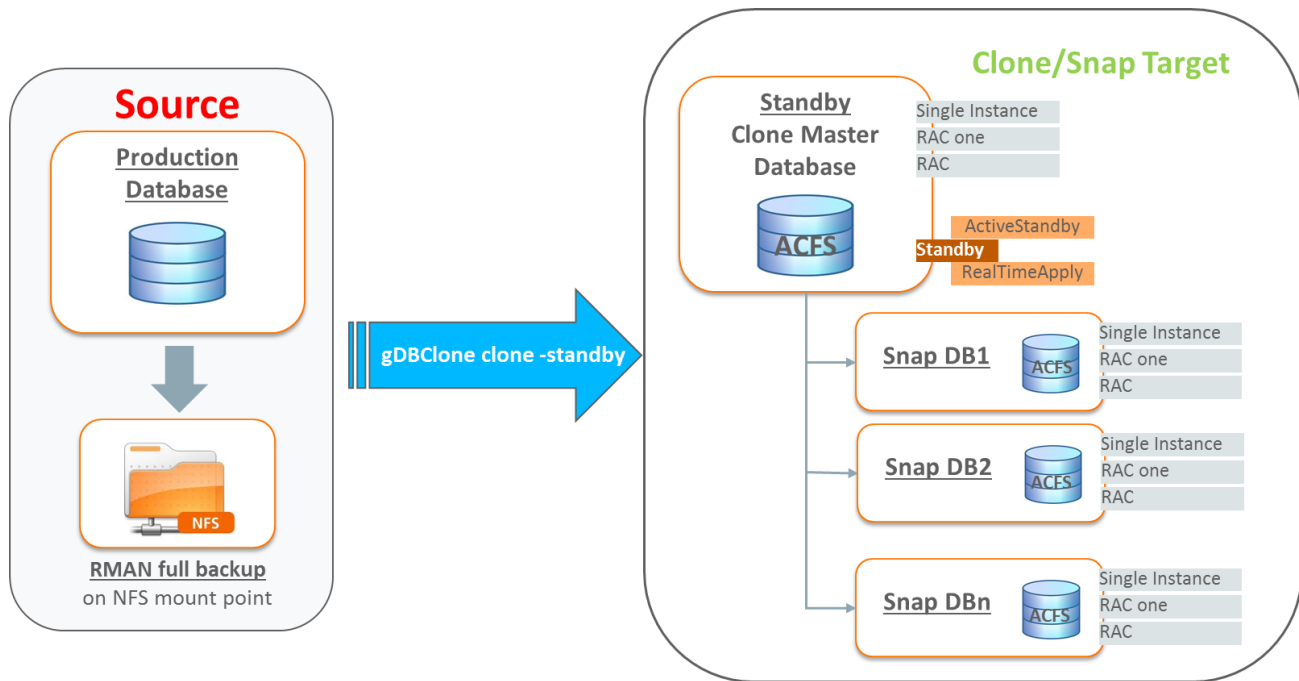 Source
Production
Database
NFS
RMAN full backup
on NFS mount point
gDBClone clone -standby
Clone/Snap Target
Standby
Clone Master
Database
ACFS
Single Instance
RAC one
RAC
ActiveStandby
Standby
RealTimeApply
Snap DB1
ACFS
Single Instance
RAC one
RAC
Snap DB2
ACFS
Single Instance
RAC one
RAC
Snap DBn
ACFS
Single Instance
RAC one
RAC